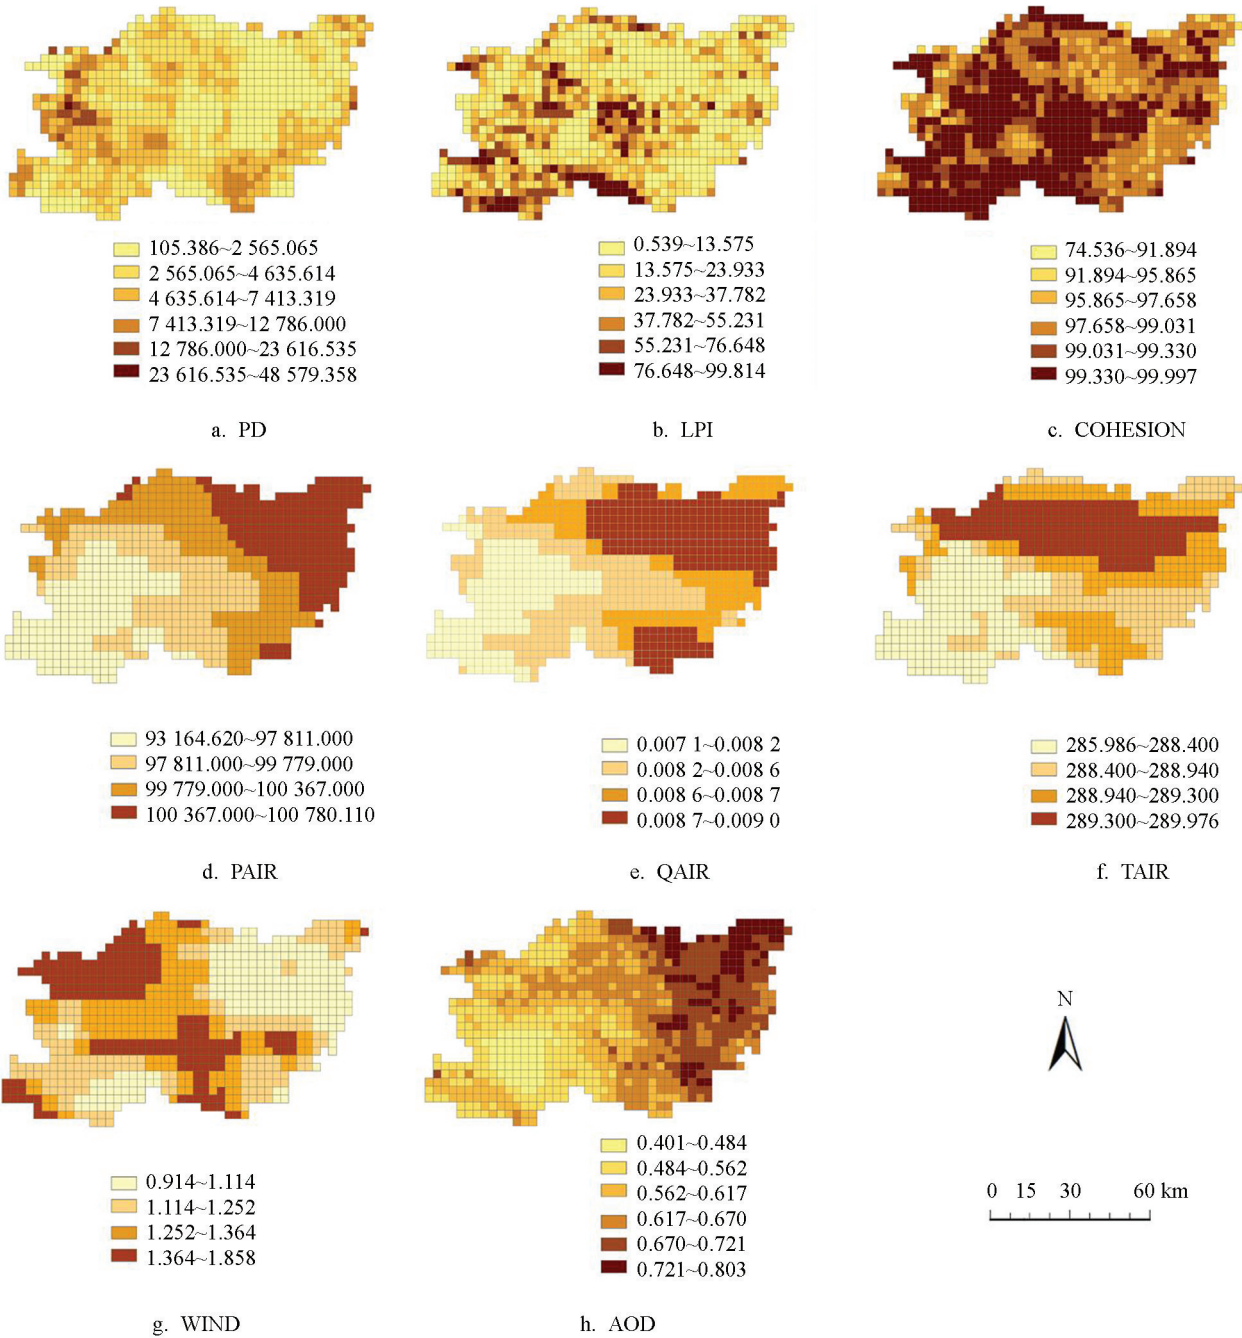 105.386~2 565.065
2 565.065~4 635.614
4 635.614~7 413.319
7 413.319~12 786.000
12 786.000~23 616.535
23 616.535~48 579.358
a. PD
0.539~13.575
13.575~23.933
23.933~37.782
37.782~55.231
55.231~76.648
76.648~99.814
b. LPI
74.536~91.894
91.894~95.865
95.865~97.658
97.658~99.031
99.031~99.330
99.330~99.997
c. COHESION
93 164.620~97 811.000
97 811.000~99 779.000
99 779.000~100 367.000
100 367.000~100 780.110
d. PAIR
0.007 1~0.008 2
0.008 2~0.008 6
0.008 6~0.008 7
0.008 7~0.009 0
e. QAIR
285.986~288.400
288.400~288.940
288.940~289.300
289.300~289.976
f. TAIR
0.914~1.114
1.114~1.252
1.252~1.364
1.364~1.858
g. WIND
0.401~0.484
0.484~0.562
0.562~0.617
0.617~0.670
0.670~0.721
0.721~0.803
h. AOD
N
0 15 30 60 km